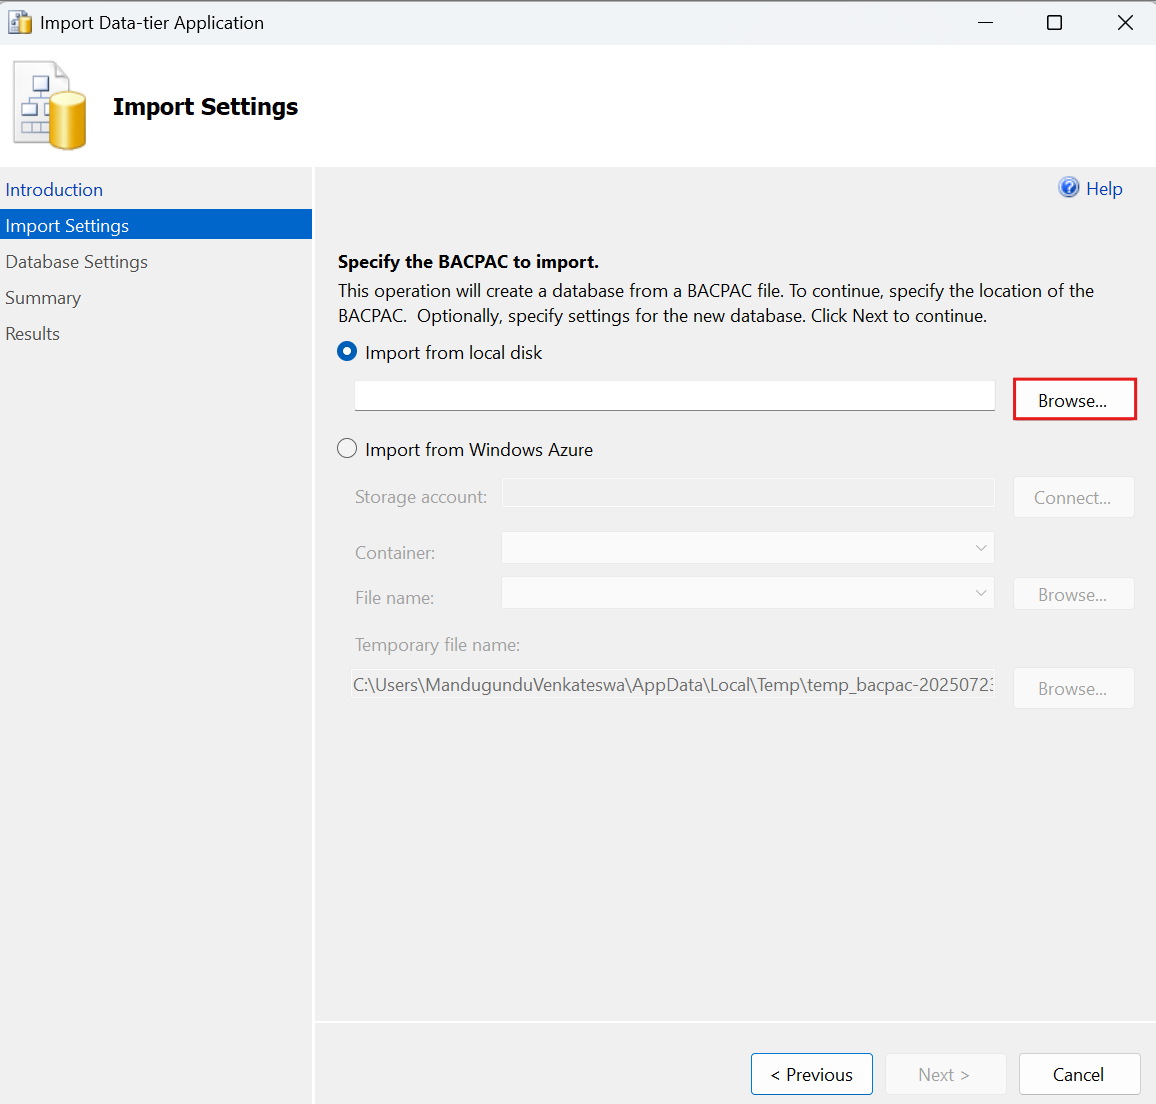 Import Data-tier Application
Import Settings
Introduction
Import Settings
Database Settings
Summary
Results
Help
Specify the BACPAC to import.
This operation will create a database from a BACPAC file. To continue, specify the location of the
BACPAC.  Optionally, specify settings for the new database. Click Next to continue.
Import from local disk
Browse...
Import from Windows Azure
Storage account:
Connect...
Container:
File name:
Browse...
Temporary file name:
C:\Users\MandugunduVenkateswa\AppData\Local\Temp\temp_bacpac-20250723
Browse...
< Previous
Next >
Cancel